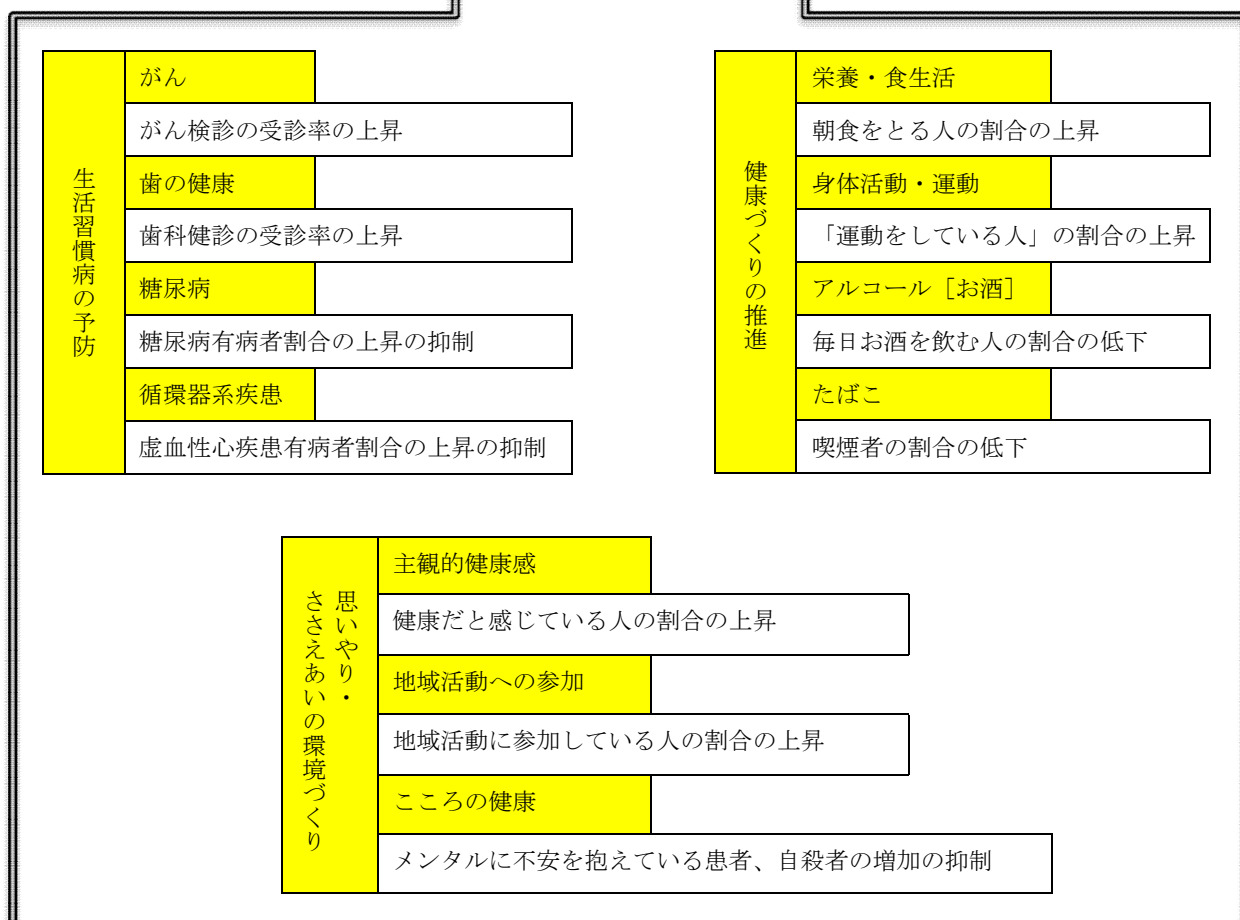 生活習慣病の予防
がん
がん検診の受診率の上昇
歯の健康
歯科健診の受診率の上昇
糖尿病
糖尿病有病者割合の上昇の抑制
循環器系疾患
虚血性心疾患有病者割合の上昇の抑制
健康づくりの推進
栄養・食生活
朝食をとる人の割合の上昇
身体活動・運動
「運動をしている人」の割合の上昇
アルコール［お酒］
毎日お酒を飲む人の割合の低下
たばこ
喫煙者の割合の低下
思いやり・
ささえあいの環境づくり
主観的健康感
健康だと感じている人の割合の上昇
地域活動への参加
地域活動に参加している人の割合の上昇
こころの健康
メンタルに不安を抱えている患者、自殺者の増加の抑制